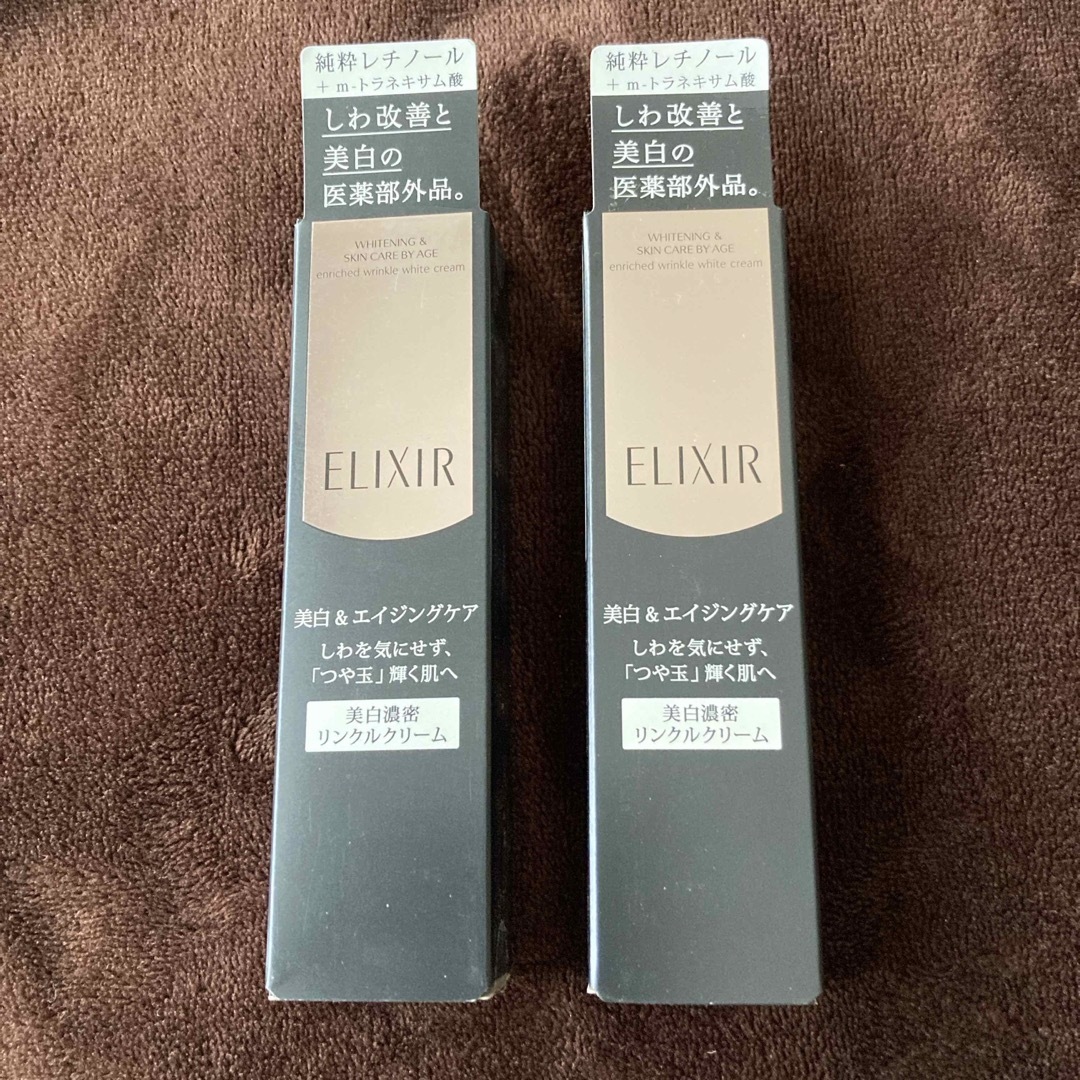 純粋レチノール
+ m-トラネキサム酸
しわ改善と
美白の
医薬部外品。
WHITENING &
SKIN CARE BY AGE
enriched wrinkle white cream
ELIXIR
美白&エイジングケア
しわを気にせず、
「つや玉」輝く肌へ
美白濃密
リンクルクリーム
純粋レチノール
+ m-トラネキサム酸
しわ改善と
美白の
医薬部外品。
WHITENING &
SKIN CARE BY AGE
enriched wrinkle white cream
ELIXIR
美白&エイジングケア
しわを気にせず、
「つや玉」輝く肌へ
美白濃密
リンクルクリーム